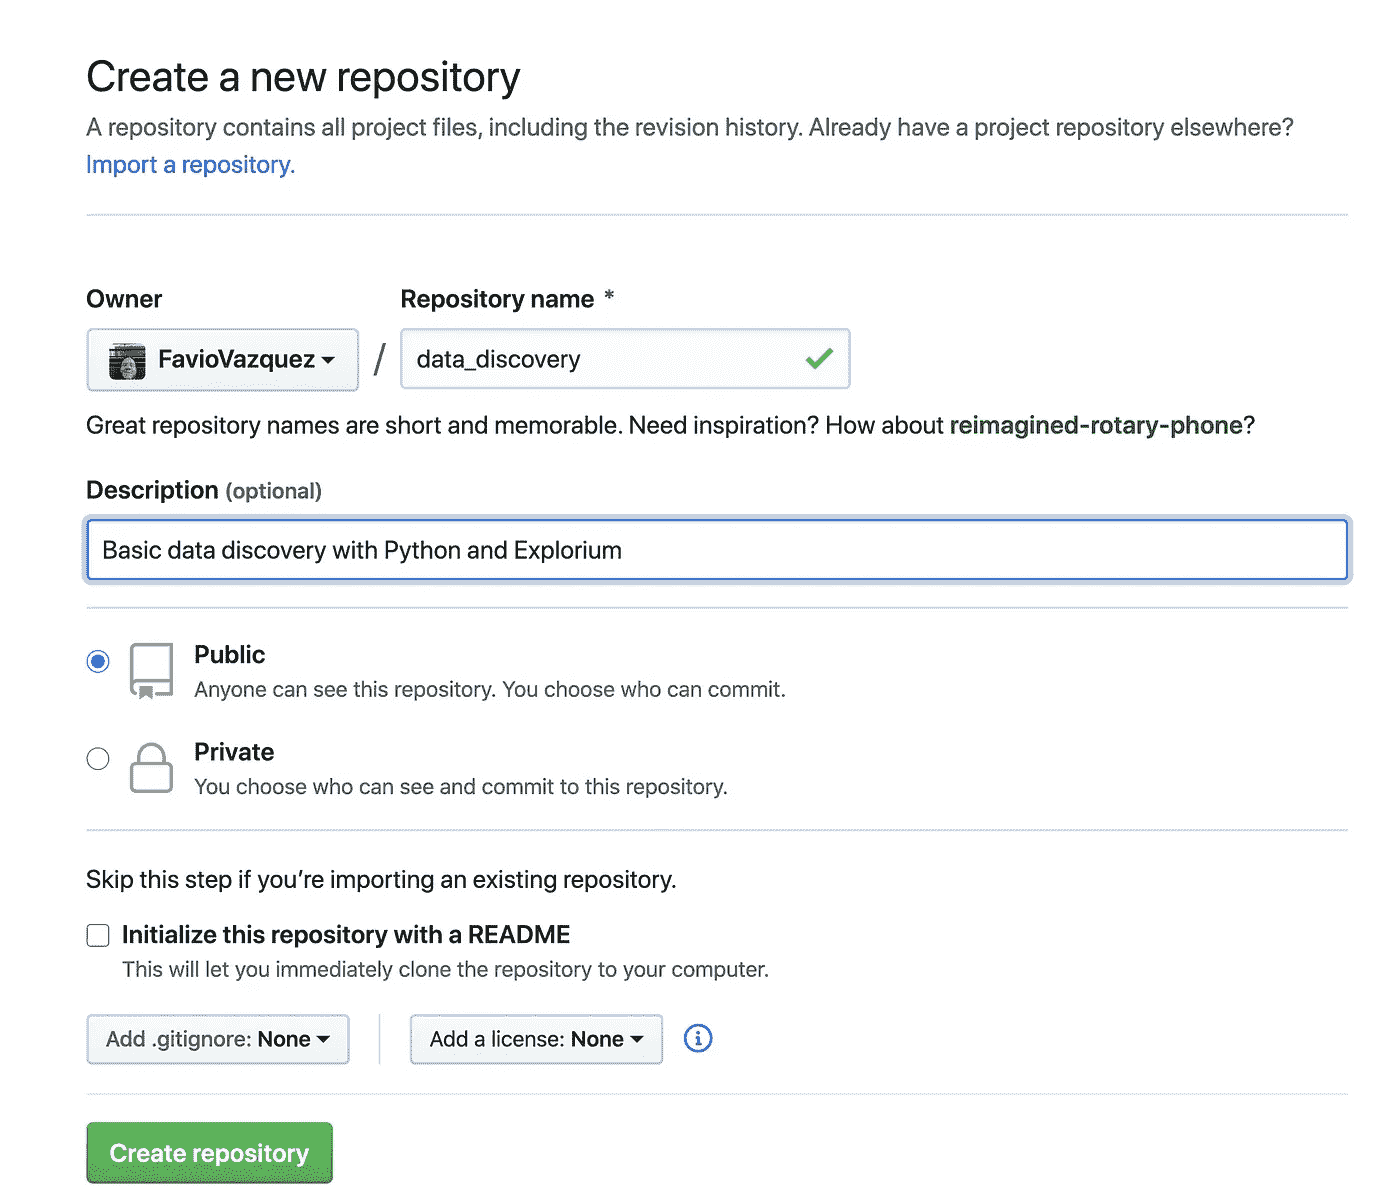 Create a new repository
A repository contains all project files, including the revision history. Already have a project repository elsewhere?
Import a repository.
Owner
Repository name *
FavioVazquez
/
data_discovery
Great repository names are short and memorable. Need inspiration? How about reimagined-rotary-phone?
Description (optional)
Basic data discovery with Python and Explorium
Public
Anyone can see this repository. You choose who can commit.
Private
You choose who can see and commit to this repository.
Skip this step if you’re importing an existing repository.
Initialize this repository with a README
This will let you immediately clone the repository to your computer.
Add .gitignore: None
Add a license: None
Create repository